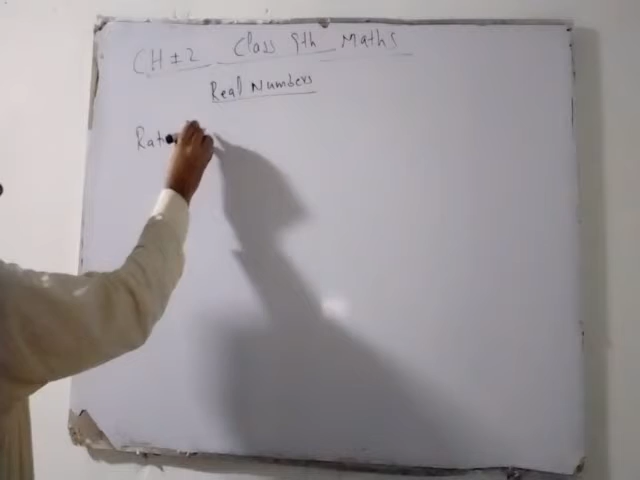 CH ± 2 Class 9th Maths
Real Numbers
Rat